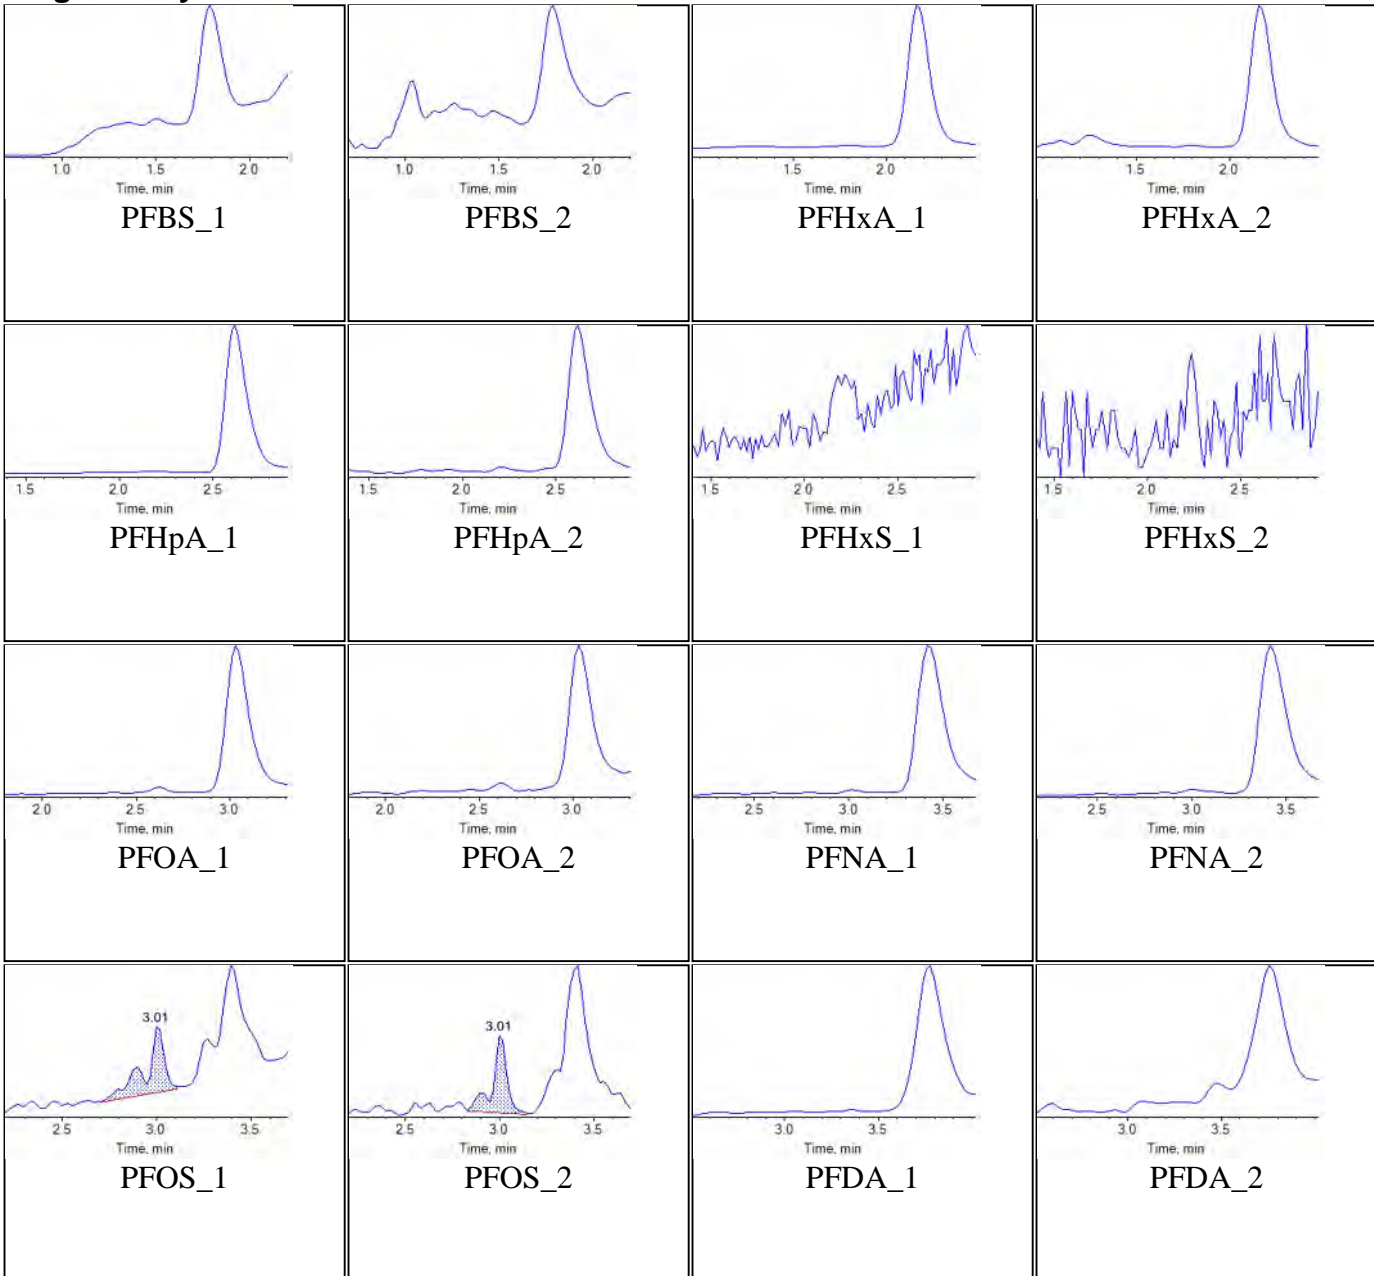 1.0 1.5 2.0 1.0 1.5 2.0 1.5 2.0 1.5 2.0
Time, min Time, min Time, min Time, min
PFBS_1 PFBS_2 PFHxA_1 PFHxA_2
1.5 2.0 2.5 1.5 2.0 2.5 1.5 2.0 2.5 1.5 2.0 2.5
Time, min Time, min Time, min Time, min
PFHpA_1 PFHpA_2 PFHxS_1 PFHxS_2
2.0 2.5 3.0 2.0 2.5 3.0 2.5 3.0 3.5 2.5 3.0 3.5
Time, min Time, min Time, min Time, min
PFOA_1 PFOA_2 PFNA_1 PFNA_2
3.01 3.01
2.5 3.0 3.5 2.5 3.0 3.5 3.0 3.5 3.0 3.5
Time, min Time, min Time, min Time, min
PFOS_1 PFOS_2 PFDA_1 PFDA_2